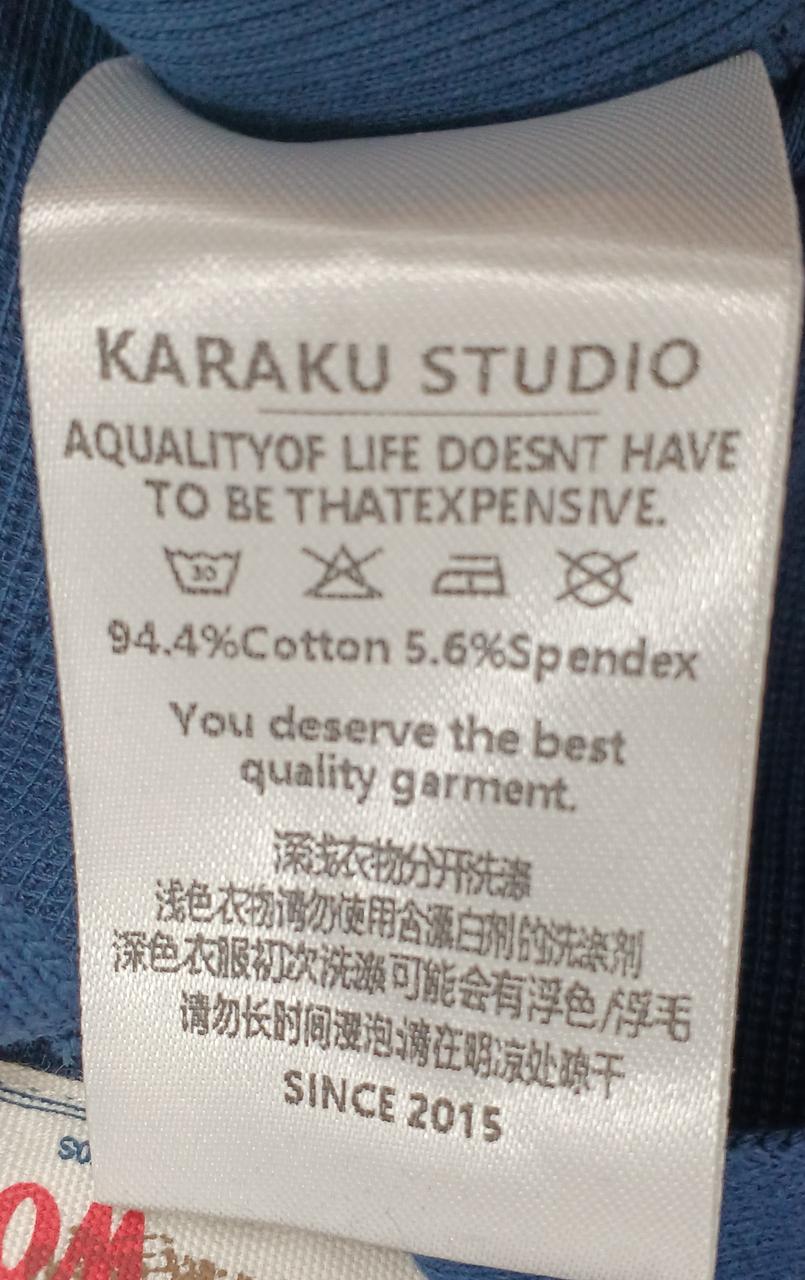 KARAKU STUDIO
AQUALITYOF LIFE DOESNT HAVE
TO BE THATEXPENSIVE.
30
94.4%Cotton 5.6%Spendex
You deserve the best
quality garment.
深浅衣物分开洗涤
浅色衣物请勿使用含漂白剂的洗涤剂
深色衣服初次洗涤可能会有浮色/浮毛
请勿长时间浸泡:请在阴凉处晾干
SINCE 2015
SO
OM